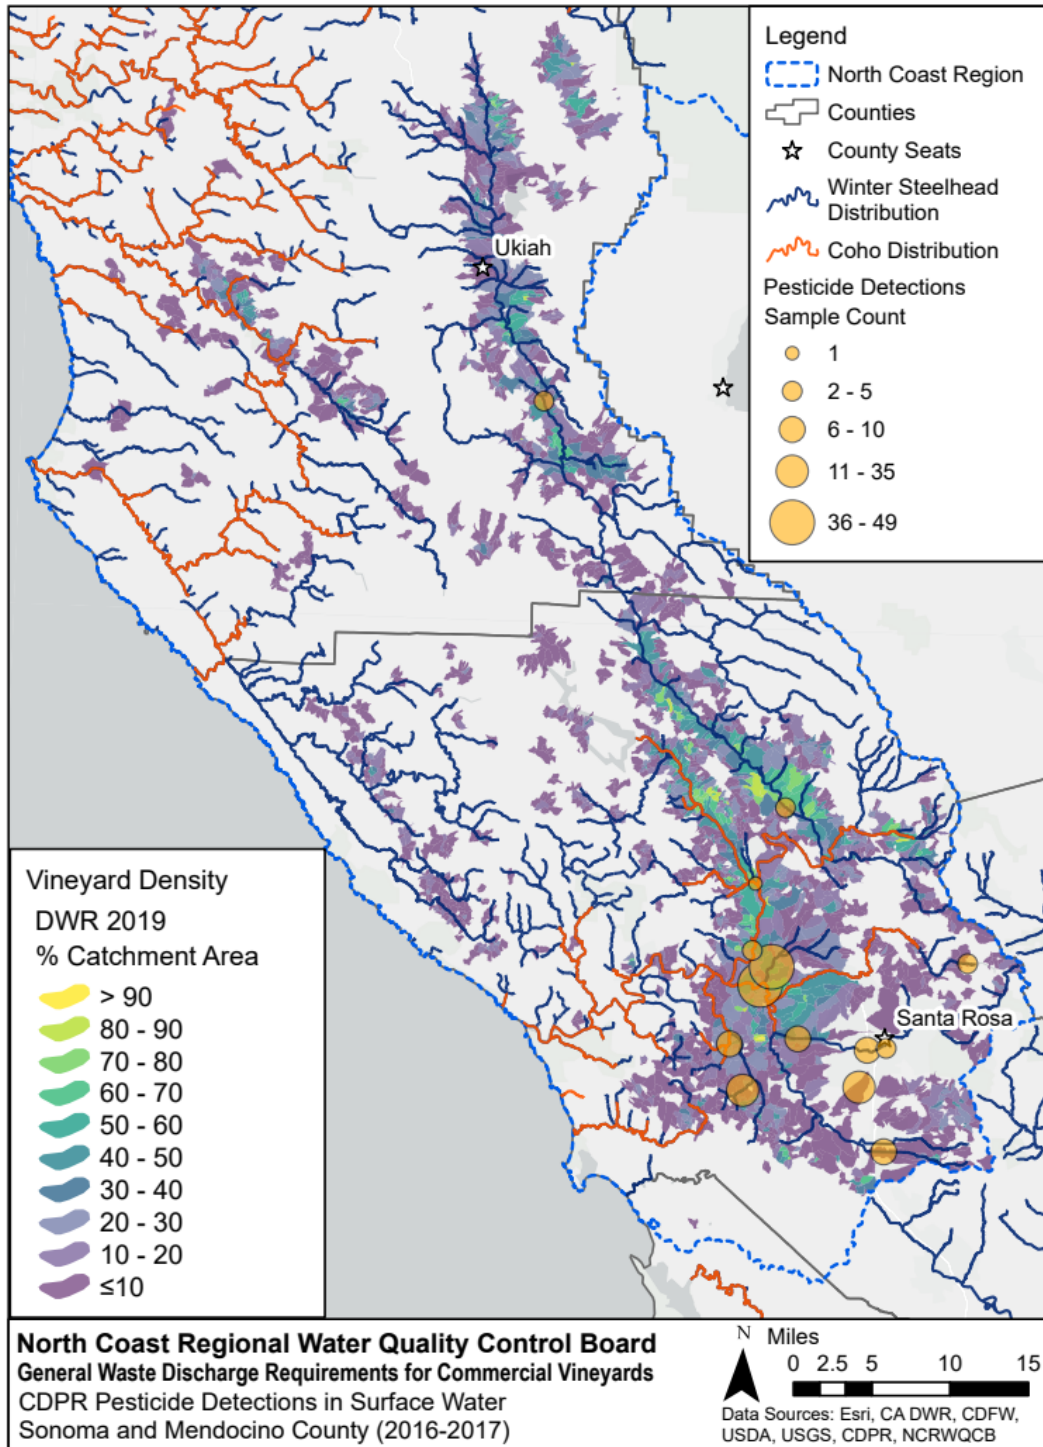 Legend
North Coast Region
Counties
County Seats
Winter Steelhead
Distribution
Coho Distribution
Pesticide Detections
Sample Count
1
2 - 5
6 - 10
11 - 35
36 - 49
Ukiah
Santa Rosa
Vineyard Density
DWR 2019
% Catchment Area
> 90
80 - 90
70 - 80
60 - 70
50 - 60
40 - 50
30 - 40
20 - 30
10 - 20
≤10
North Coast Regional Water Quality Control Board
General Waste Discharge Requirements for Commercial Vineyards
CDPR Pesticide Detections in Surface Water
Sonoma and Mendocino County (2016-2017)
N
Miles
0 2.5 5 10 15
Data Sources: Esri, CA DWR, CDFW,
USDA, USGS, CDPR, NCRWQCB